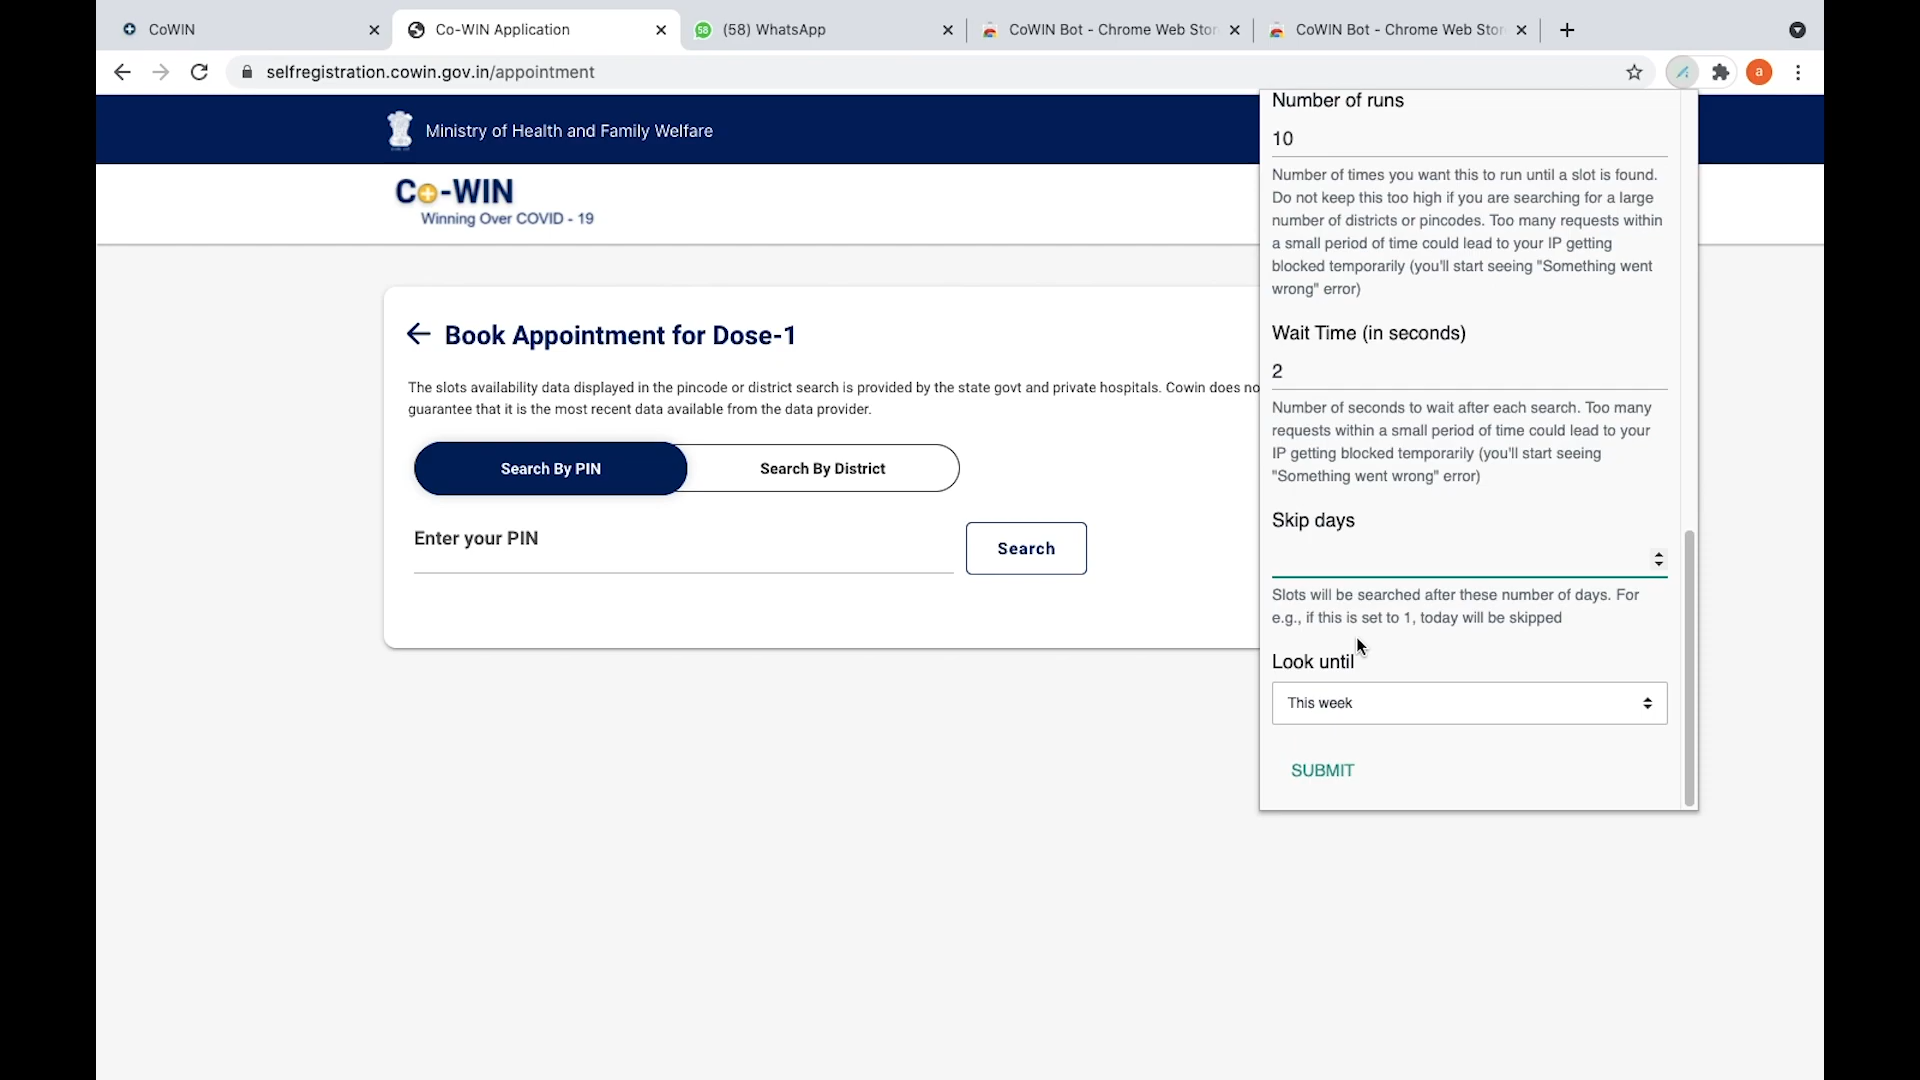 CoWIN
Co-WIN Application
58
(58) WhatsApp
CoWIN Bot - Chrome Web Stor
CoWIN Bot - Chrome Web Stor
selfregistration.cowin.gov.in/appointment
a
Ministry of Health and Family Welfare
Co-WIN
Winning Over COVID - 19
Book Appointment for Dose-1
The slots availability data displayed in the pincode or district search is provided by the state govt and private hospitals. Cowin does no
guarantee that it is the most recent data available from the data provider.
Search By PIN
Search By District
Enter your PIN
Search
Number of runs
10
Number of times you want this to run until a slot is found.
Do not keep this too high if you are searching for a large
number of districts or pincodes. Too many requests within
a small period of time could lead to your IP getting
blocked temporarily (you'll start seeing "Something went
wrong" error)
Wait Time (in seconds)
2
Number of seconds to wait after each search. Too many
requests within a small period of time could lead to your
IP getting blocked temporarily (you'll start seeing
"Something went wrong" error)
Skip days
Slots will be searched after these number of days. For
e.g., if this is set to 1, today will be skipped
Look until
This week
SUBMIT